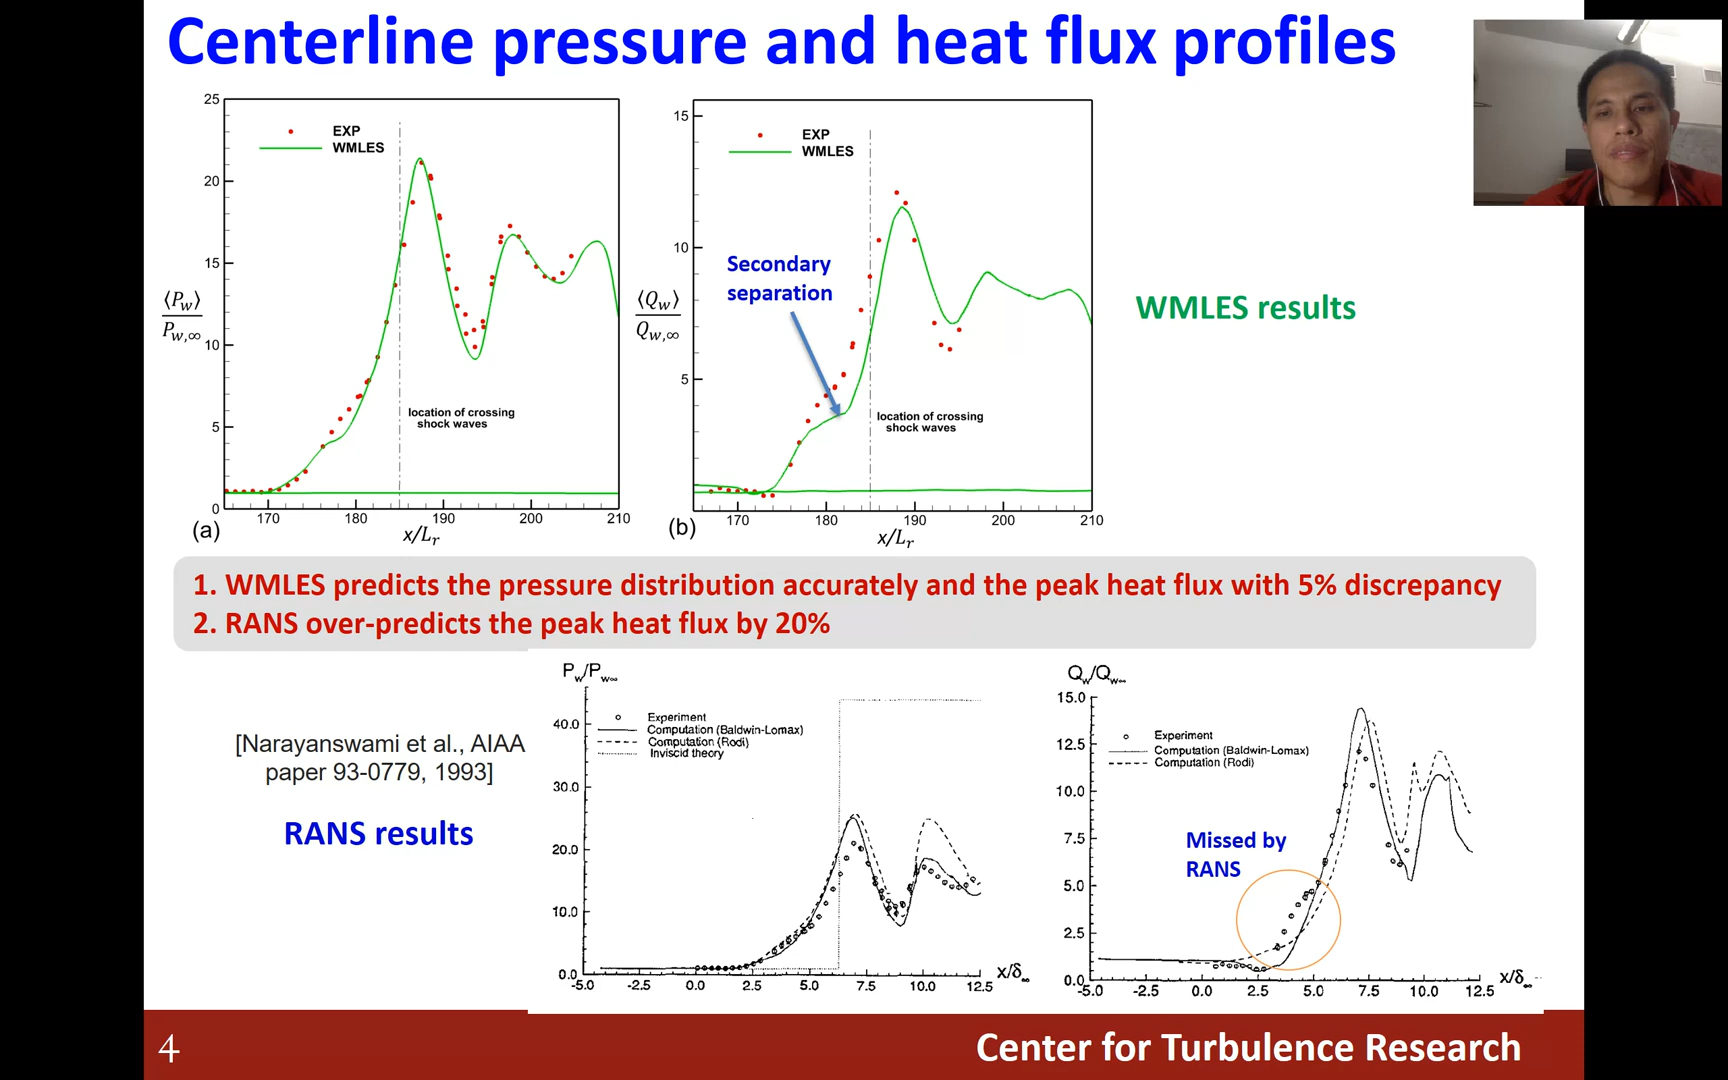 Centerline pressure and heat flux profiles
25
20
15
10
5
0
EXP
WMLES
⟨Pw⟩
Pw,∞
location of crossing
shock waves
170
180
190
200
210
(a)
x/Lr
15
10
5
EXP
WMLES
Secondary
separation
⟨Qw⟩
Qw,∞
location of crossing
shock waves
170
180
190
200
210
(b)
x/Lr
WMLES results
1. WMLES predicts the pressure distribution accurately and the peak heat flux with 5% discrepancy
2. RANS over-predicts the peak heat flux by 20%
[Narayanswami et al., AIAA
paper 93-0779, 1993]
RANS results
Pw/Pw∞
40.0
30.0
20.0
10.0
0.0
Experiment
Computation (Baldwin-Lomax)
Computation (Rodi)
Inviscid theory
-5.0
-2.5
0.0
2.5
5.0
7.5
10.0
12.5
x/δ∞
Qw/Qw∞
15.0
12.5
10.0
7.5
5.0
2.5
0.0
Experiment
Computation (Baldwin-Lomax)
Computation (Rodi)
Missed by
RANS
-5.0
-2.5
0.0
2.5
5.0
7.5
10.0
12.5
x/δ∞
4
Center for Turbulence Research